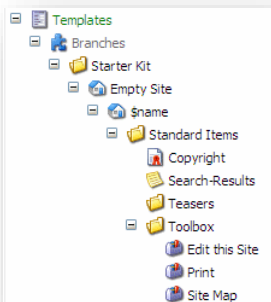 Templates
Branches
Starter Kit
Empty Site
$name
Standard Items
Copyright
Search-Results
Teasers
Toolbox
Edit this Site
Print
Site Map